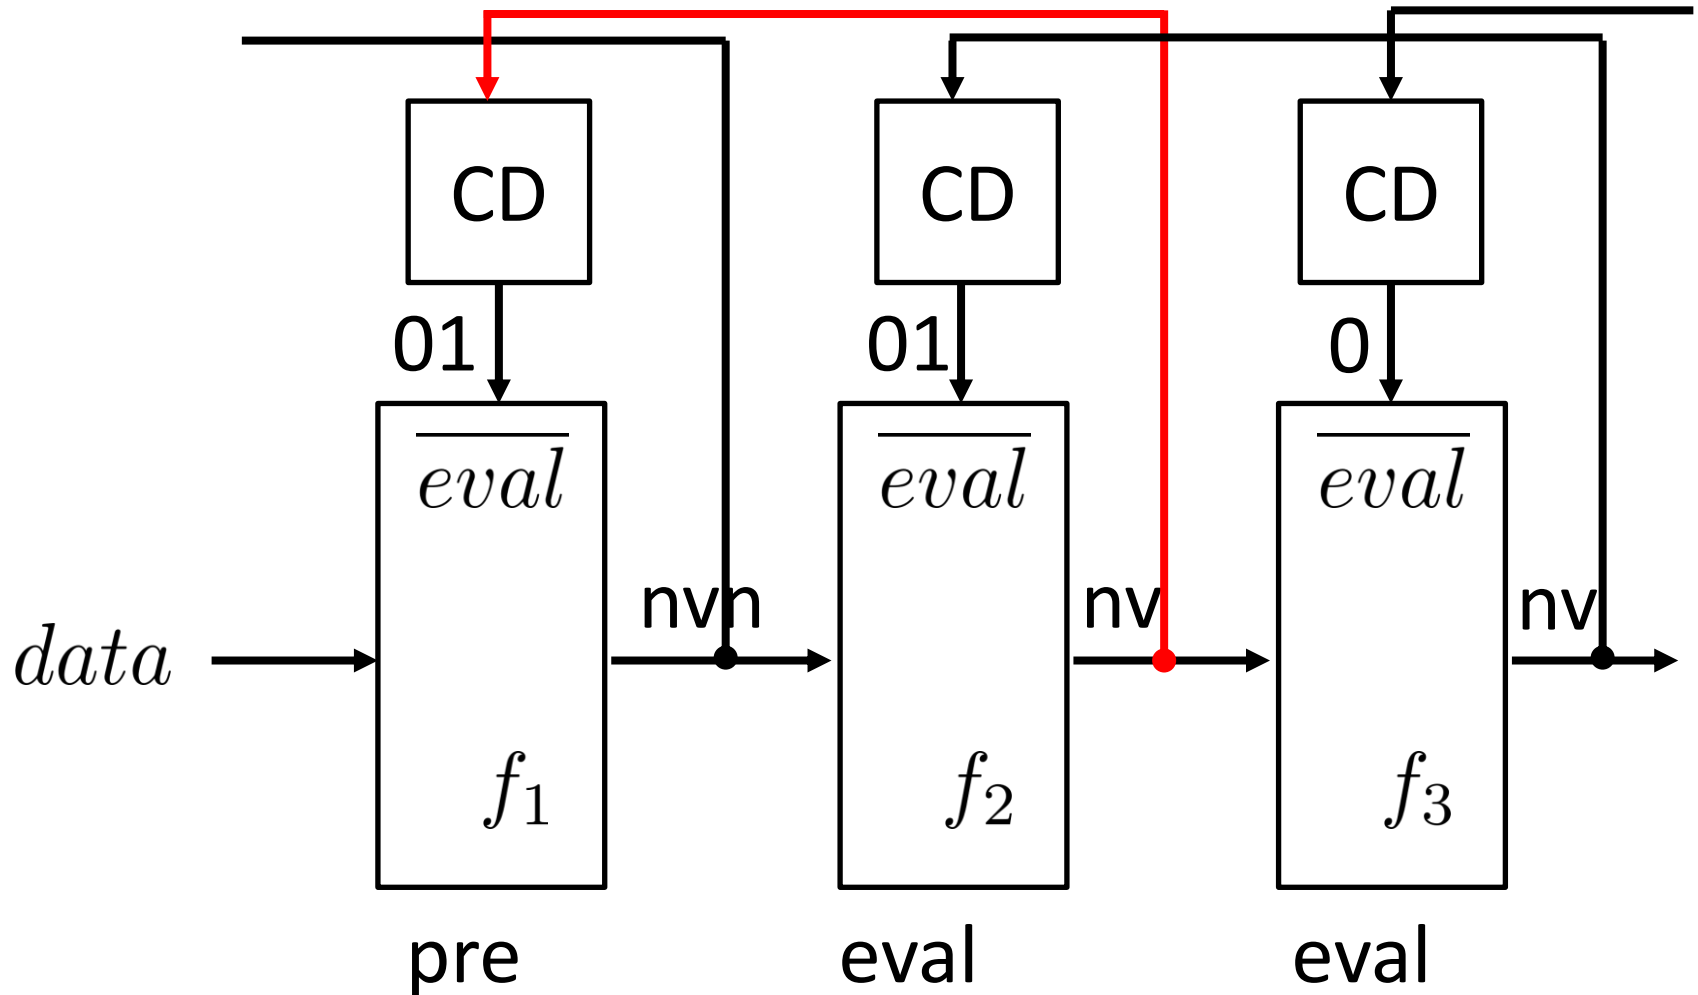 CD CD CD
01 01 0
eval eval eval
nvn nv nv
data
f1 f2 f3
pre eval eval